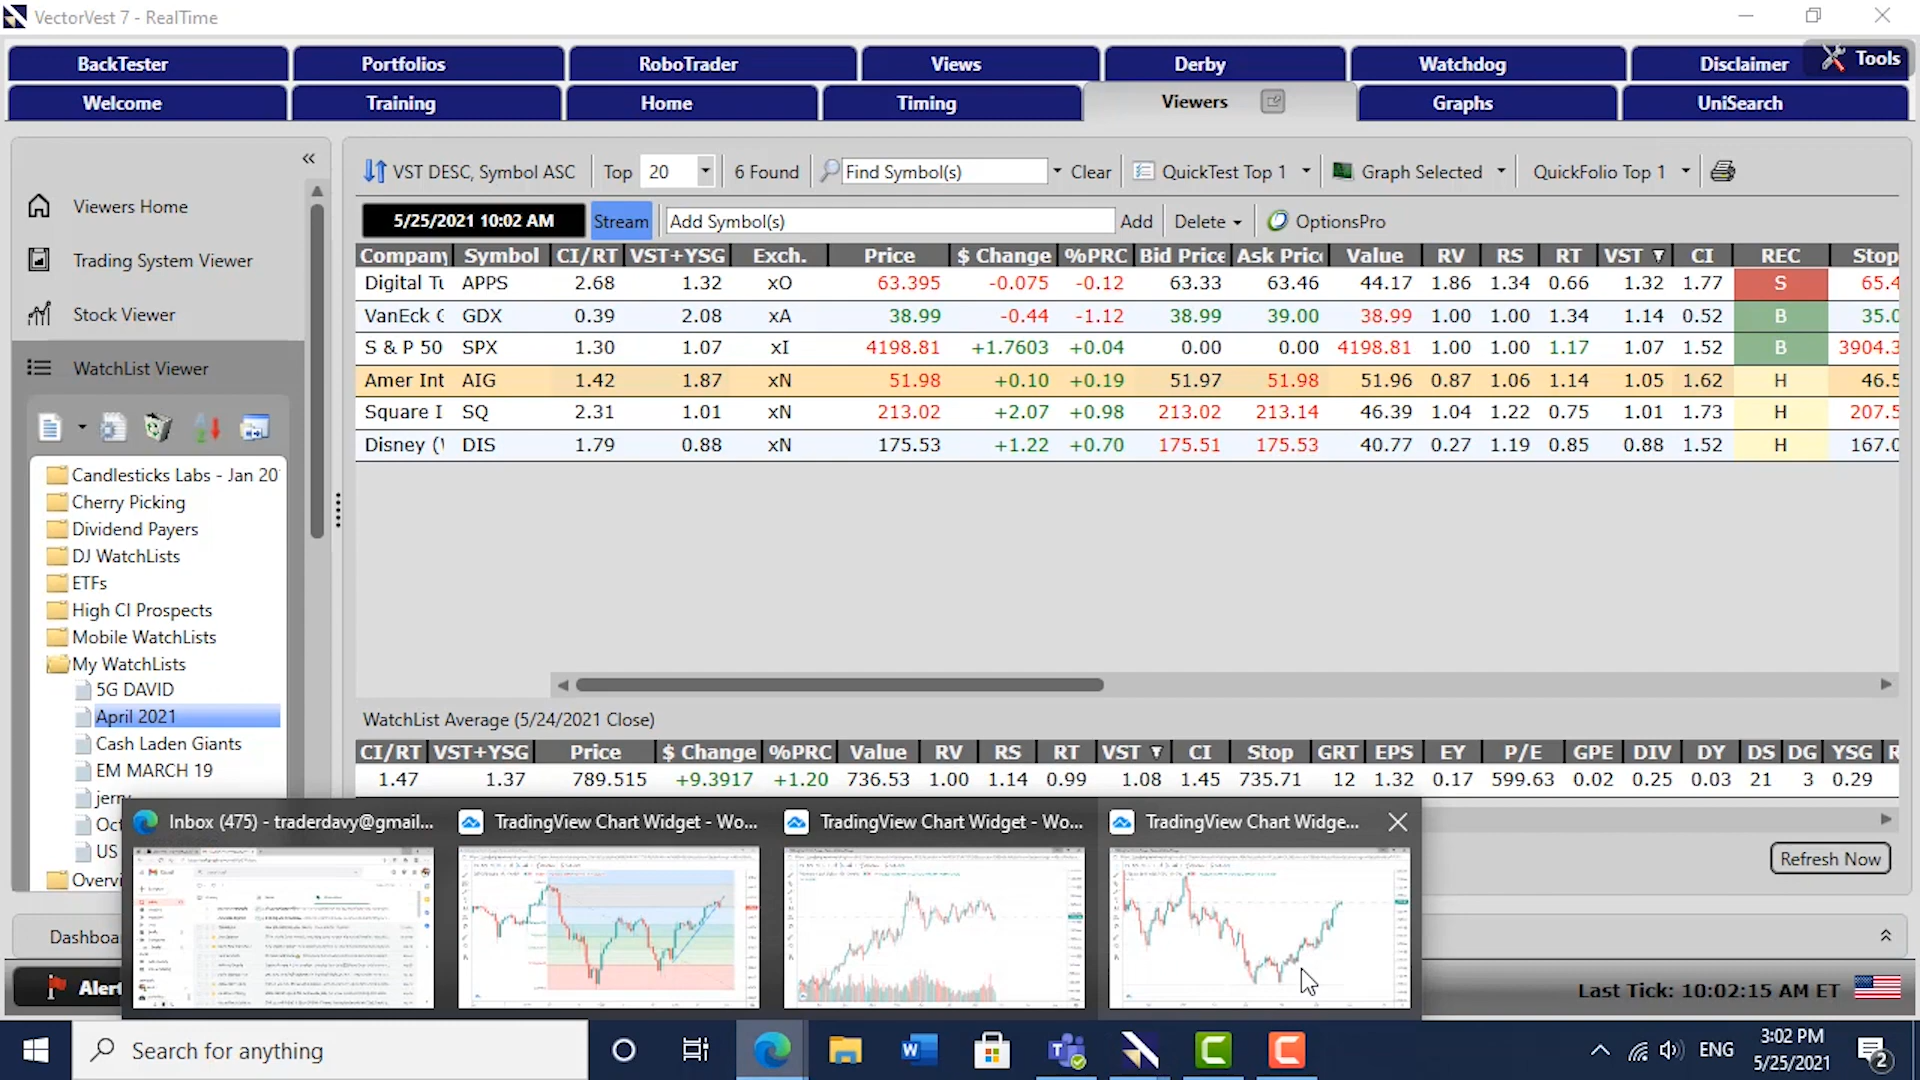 VectorVest 7 - RealTime
BackTester Portfolios RoboTrader Views Derby Watchdog Disclaimer Tools
Welcome Training Home Timing Viewers Graphs UniSearch
VST DESC, Symbol ASC Top 20 6 Found Find Symbol(s) Clear QuickTest Top 1 Graph Selected QuickFolio Top 1
5/25/2021 10:02 AM Stream Add Symbol(s) Add Delete OptionsPro
Viewers Home
Trading System Viewer
Stock Viewer
WatchList Viewer
Candlesticks Labs - Jan 20
Cherry Picking
Dividend Payers
DJ WatchLists
ETFs
High CI Prospects
Mobile WatchLists
My WatchLists
5G DAVID
April 2021
Cash Laden Giants
EM MARCH 19
jerry
Oct
US
Overvi
Company Symbol CI/RT VST+YSG Exch. Price $ Change %PRC Bid Price Ask Pric Value RV RS RT VST CI REC Stop
Digital Tu APPS 2.68 1.32 xO 63.395 -0.075 -0.12 63.33 63.46 44.17 1.86 1.34 0.66 1.32 1.77 S 65.4
VanEck G GDX 0.39 2.08 xA 38.99 -0.44 -1.12 38.99 39.00 38.99 1.00 1.00 1.34 1.14 0.52 B 35.0
S & P 50 SPX 1.30 1.07 xI 4198.81 +1.7603 +0.04 0.00 0.00 4198.81 1.00 1.00 1.17 1.07 1.52 B 3904.3
Amer Int AIG 1.42 1.87 xN 51.98 +0.10 +0.19 51.97 51.98 51.96 0.87 1.06 1.14 1.05 1.62 H 46.5
Square I SQ 2.31 1.01 xN 213.02 +2.07 +0.98 213.02 213.14 46.39 1.04 1.22 0.75 1.01 1.73 H 207.5
Disney (\ DIS 1.79 0.88 xN 175.53 +1.22 +0.70 175.51 175.53 40.77 0.27 1.19 0.85 0.88 1.52 H 167.0
WatchList Average (5/24/2021 Close)
CI/RT VST+YSG Price $ Change %PRC Value RV RS RT VST CI Stop GRT EPS EY P/E GPE DIV DY DS DG YSG R
1.47 1.37 789.515 +9.3917 +1.20 736.53 1.00 1.14 0.99 1.08 1.45 735.71 12 1.32 0.17 599.63 0.02 0.25 0.03 21 3 0.29
Inbox (475) - traderdavy@gmail... TradingView Chart Widget - Wo... TradingView Chart Widget - Wo... TradingView Chart Widge...
Refresh Now
Dashboa
Alert
Last Tick: 10:02:15 AM ET
Search for anything
ENG
3:02 PM
5/25/2021
2